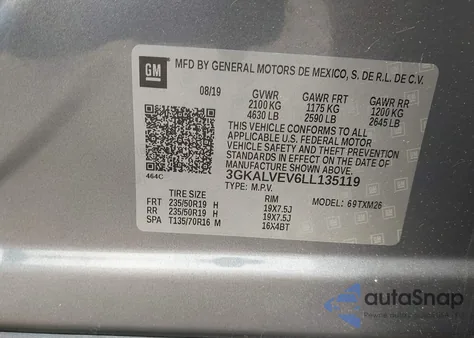 GM
MFD BY GENERAL MOTORS DE MEXICO, S. DE R.L. DE C.V.
08/19 GVWR GAWR FRT GAWR RR
2100 KG 1175 KG 1200 KG
4630 LB 2590 LB 2645 LB
THIS VEHICLE CONFORMS TO ALL
APPLICABLE U.S. FEDERAL MOTOR
VEHICLE SAFETY, BUMPER, AND THEFT
PREVENTION STANDARDS IN EFFECT
ON THE DATE OF MANUFACTURE
SHOWN ABOVE.
3GKALVEV6LL135119
464C TYPE: M.P.V. MODEL: 69TXM26
TIRE SIZE RIM
FRT 235/50R19 H 19X7.5J
RR 235/50R19 H 19X7.5J
SPA T135/70R16 M 16X4BT
autoSnap